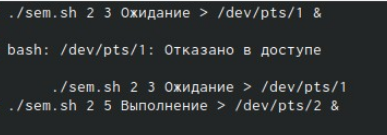 ./sem.sh 2 3 Ожидание > /dev/pts/1 &
bash: /dev/pts/1: Отказано в доступе
./sem.sh 2 3 Ожидание > /dev/pts/1
./sem.sh 2 5 Выполнение > /dev/pts/2 &